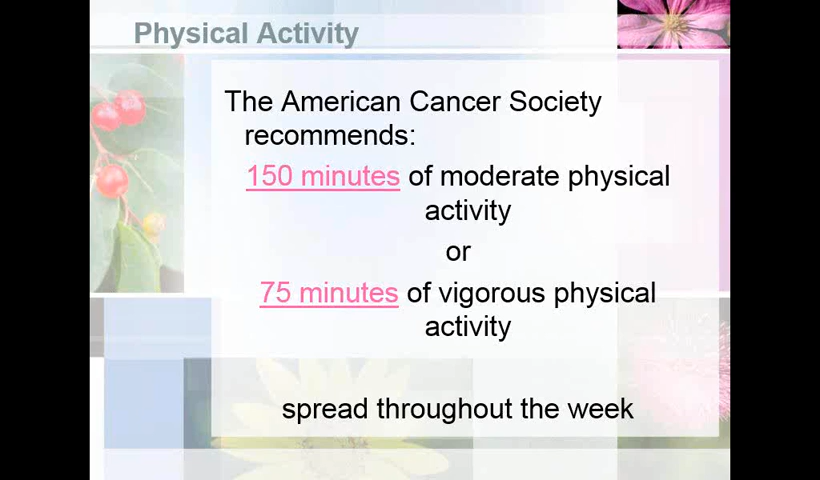 Physical Activity
The American Cancer Society
recommends:
150 minutes of moderate physical
activity
or
75 minutes of vigorous physical
activity
spread throughout the week